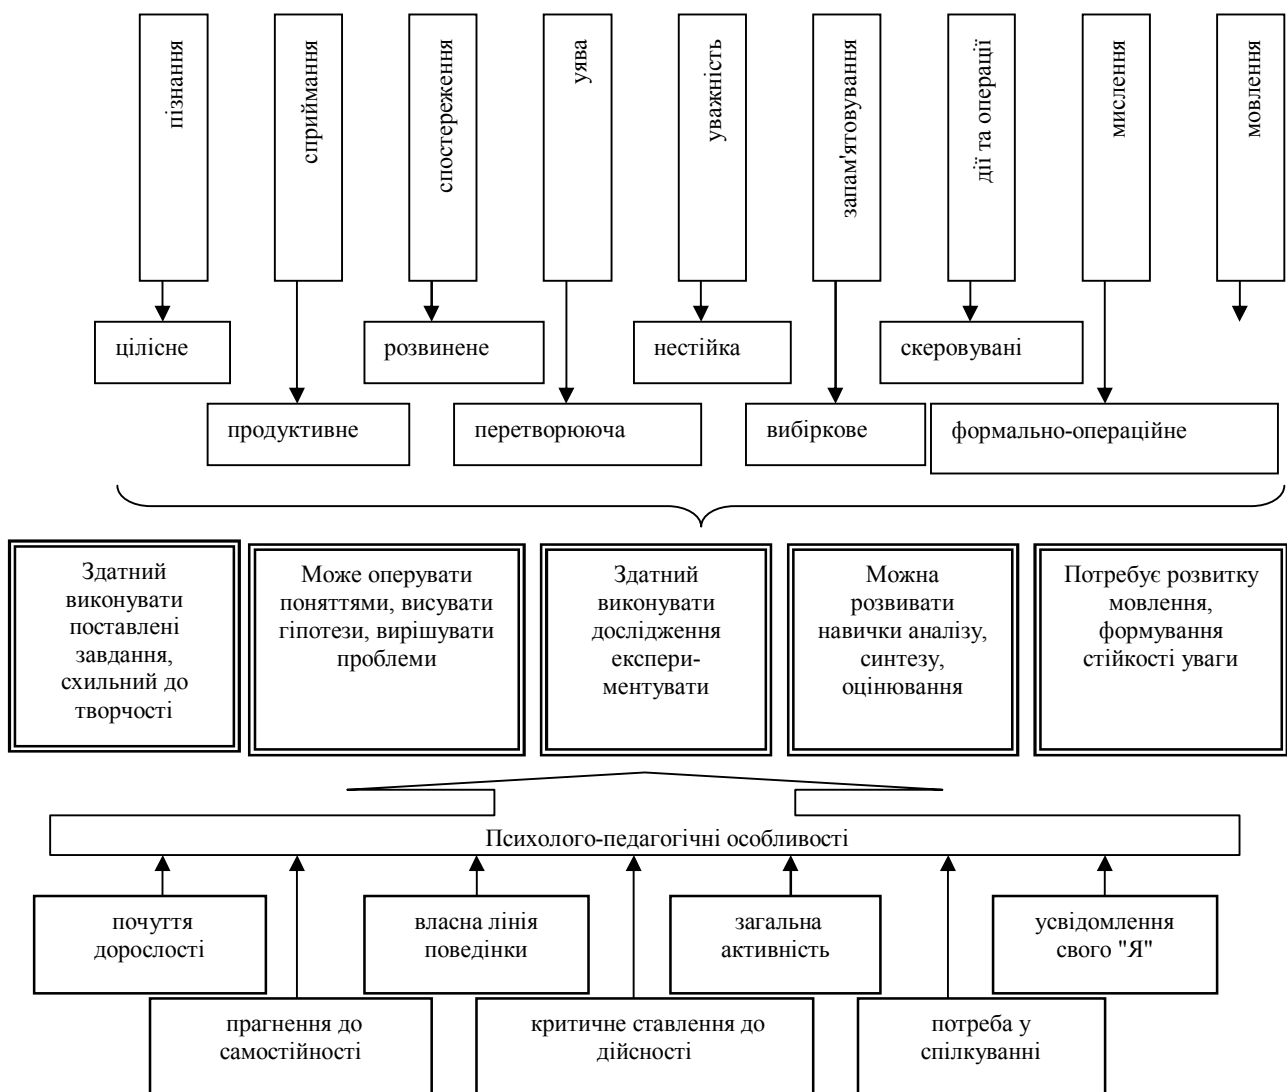 пізнання
сприймання
спостереження
уява
уважність
запам'ятовування
дії та операції
мислення
мовлення
цілісне
розвинене
нестійка
скеровувані
продуктивне
перетворююча
вибіркове
формально-операційне
Здатний
виконувати
поставлені
завдання,
схильний до
творчості
Може оперувати
поняттями, висувати
гіпотези, вирішувати
проблеми
Здатний
виконувати
дослідження
експери-
ментувати
Можна
розвивати
навички аналізу,
синтезу,
оцінювання
Потребує розвитку
мовлення,
формування
стійкості уваги
Психолого-педагогічні особливості
почуття
дорослості
власна лінія
поведінки
загальна
активність
усвідомлення
свого "Я"
прагнення до
самостійності
критичне ставлення до
дійсності
потреба у
спілкуванні